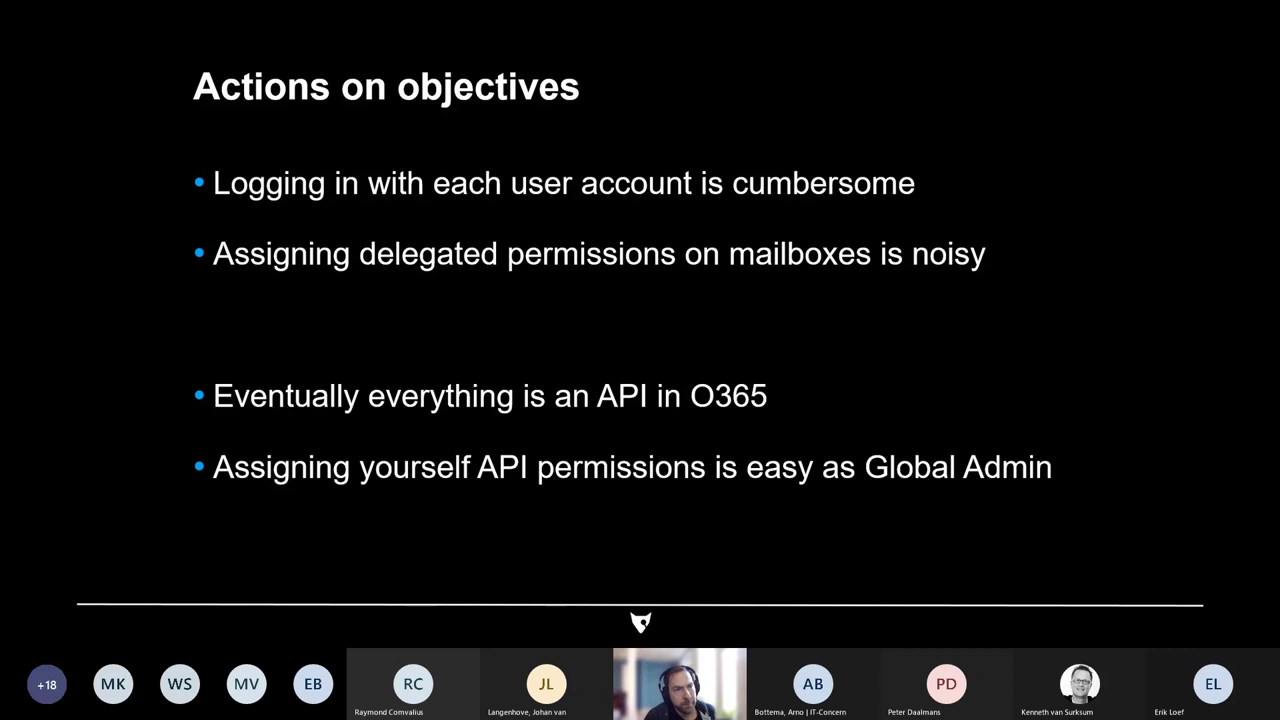 Actions on objectives
• Logging in with each user account is cumbersome
• Assigning delegated permissions on mailboxes is noisy
• Eventually everything is an API in O365
• Assigning yourself API permissions is easy as Global Admin
+18
MK
WS
MV
EB
RC
JL
AB
PD
EL
Raymond Comvalius
Langenhove, Johan van
Bottema, Arno | IT-Concern
Peter Daalmans
Kenneth van Surksum
Erik Loef